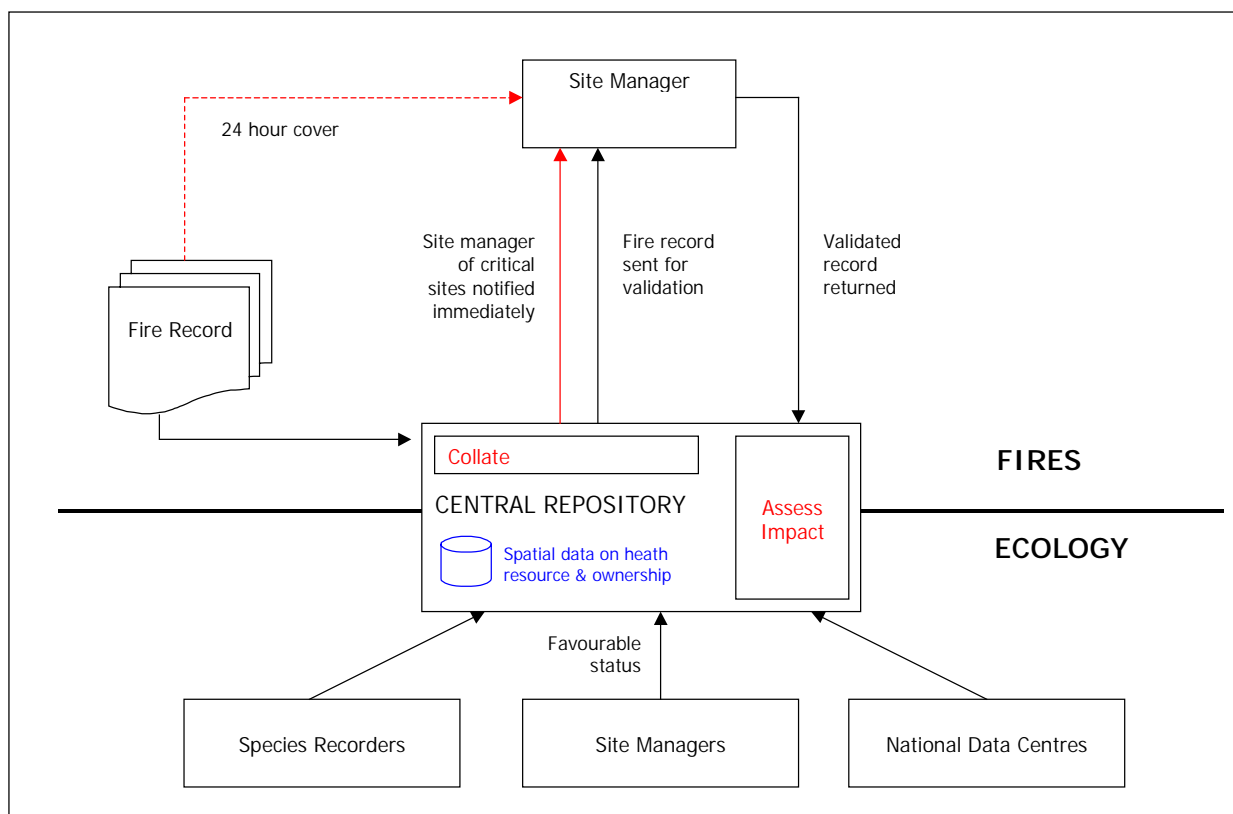 Site Manager
24 hour cover
Site manager
of critical
sites notified
immediately
Fire record
sent for
validation
Validated
record
returned
Fire Record
Collate
FIRES
CENTRAL REPOSITORY
Assess
Impact
ECOLOGY
Spatial data on heath
resource & ownership
Favourable
status
Species Recorders
Site Managers
National Data Centres